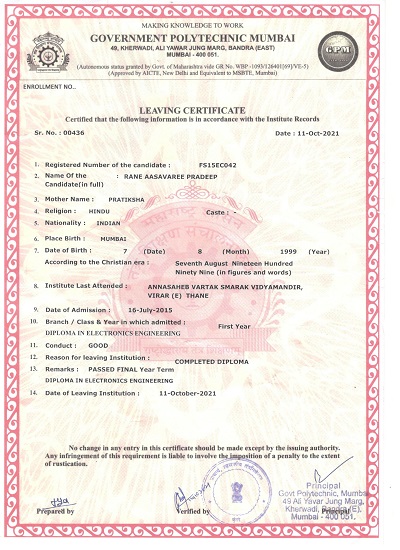 MAKING KNOWLEDGE TO WORK
GOVERNMENT POLYTECHNIC MUMBAI
49, KHERWADI, ALI YAWAR JUNG MARG, BANDRA (EAST)
MUMBAI - 400 051.
(Autonomous status granted by Govt. of Maharashtra vide GR No. WBP -1093/126401[69]/VE-5)
(Approved by AICTE, New Delhi and Equivalent to MSBTE, Mumbai)
GPM
ENROLLMENT NO..
LEAVING CERTIFICATE
Certified that the following information is in accordance with the Institute Records
Sr. No. : 00436 Date : 11-Oct-2021
1. Registered Number of the candidate : FS15EC042
2. Name Of the : RANE AASAVAREE PRADEEP
Candidate(in full)
3. Mother Name : PRATIKSHA
4. Religion : HINDU Caste : -
5. Nationality : INDIAN
6. Place Birth : MUMBAI
7. Date of Birth : 7 (Date) 8 (Month) 1999 (Year)
According to the Christian era : Seventh August Nineteen Hundred
Ninety Nine (in figures and words)
8. Institute Last Attended : ANNASAHEB VARTAK SMARAK VIDYAMANDIR,
VIRAR (E) THANE
9. Date of Admission : 16-July-2015
10. Branch / Class & Year in which admitted : First Year
DIPLOMA IN ELECTRONICS ENGINEERING
11. Conduct : GOOD
12. Reason for leaving Institution : COMPLETED DIPLOMA
13. Remarks : PASSED FINAL Year Term
DIPLOMA IN ELECTRONICS ENGINEERING
14. Date of Leaving Institution : 11-October-2021
No change in any entry in this certificate should be made except by the issuing authority.
Any infringement of this requirement is liable to involve the imposition of a penalty to the extent
of rustication.
Prepared by Verified by Principal
Principal
Govt Polytechnic, Mumbai
49 Ali Yavar Jung Marg,
Kherwadi, Bandra (E),
Mumbai - 400 051.